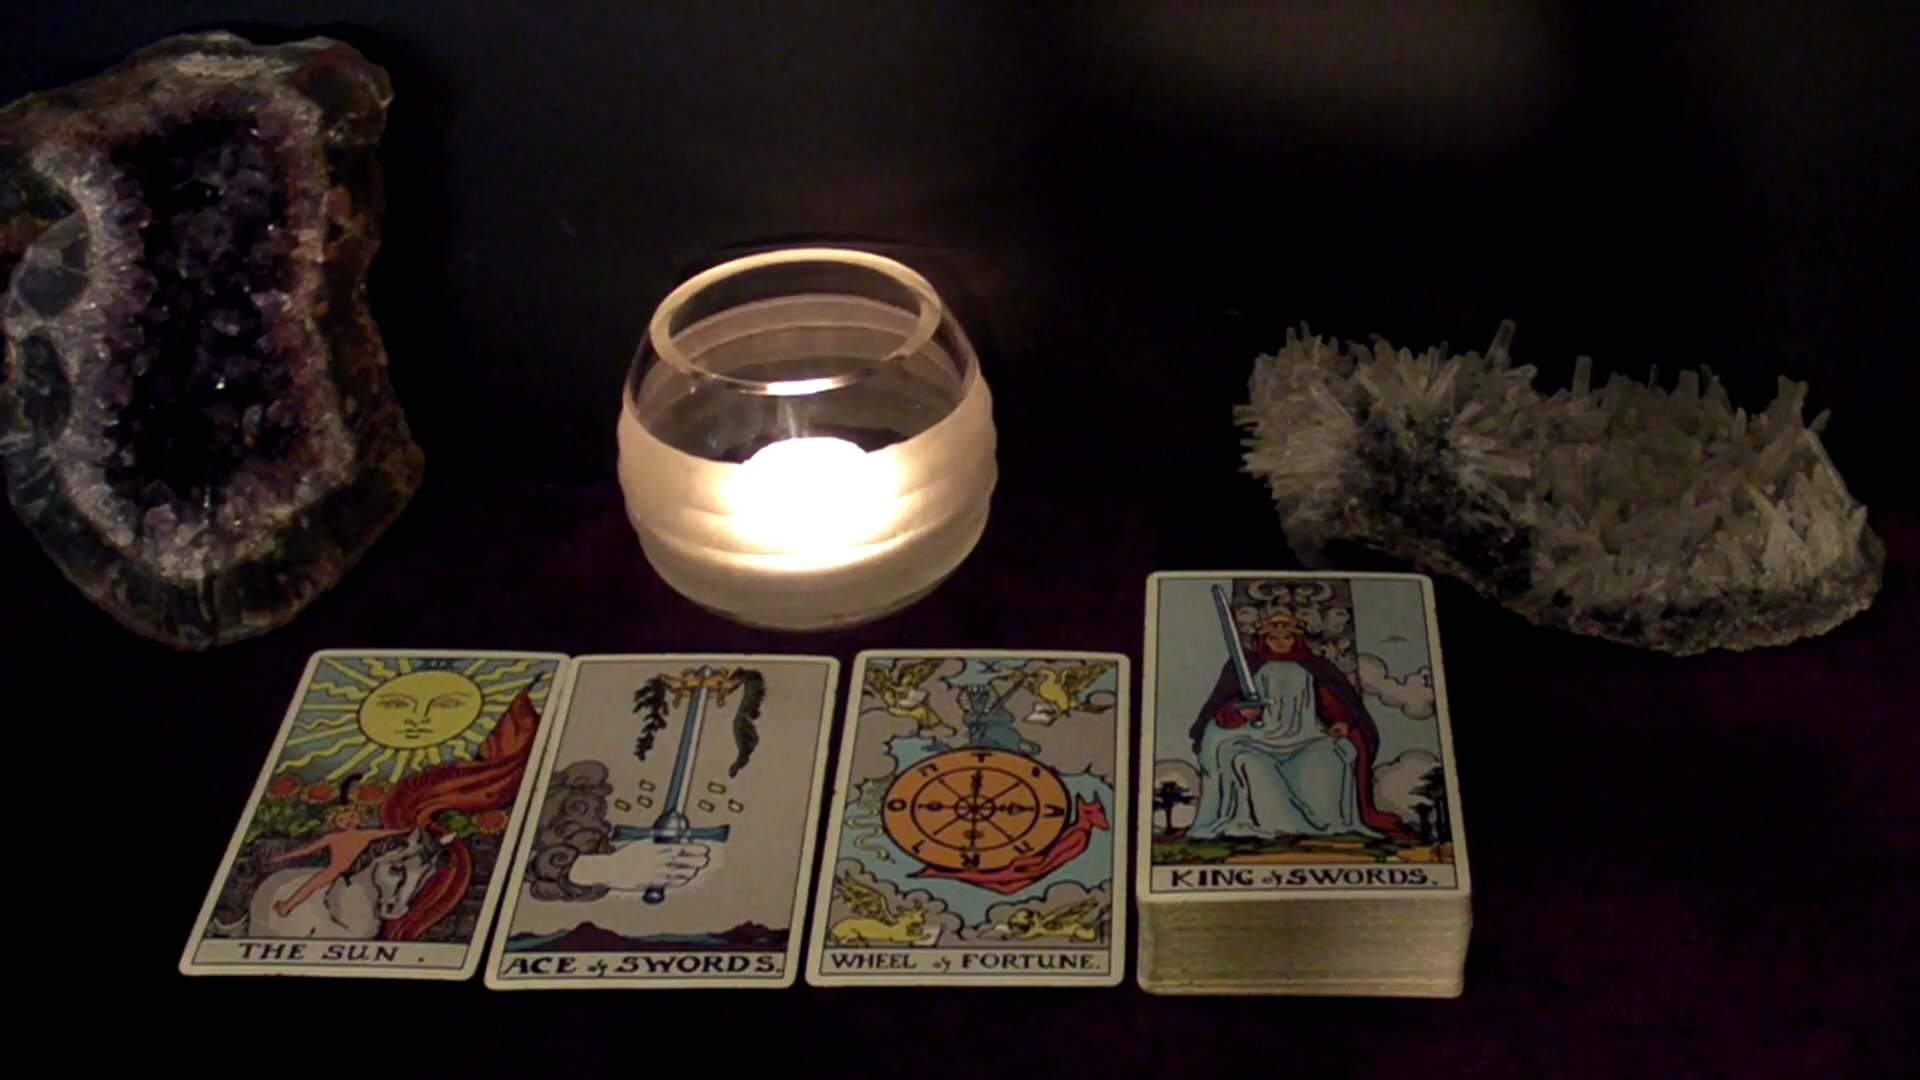 THE SUN .
ACE of SWORDS.
X
WHEEL of FORTUNE.
T
A
R
O
KING of SWORDS.